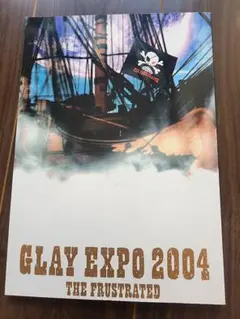 GLAY EXPO 2004
THE FRUSTRATED